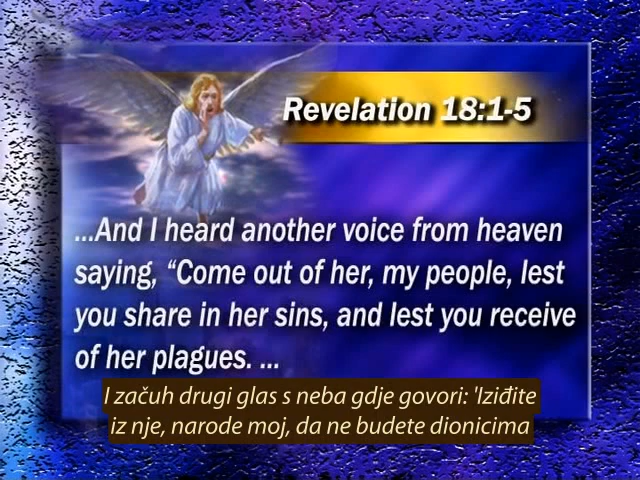 Revelation 18:1-5
...And I heard another voice from heaven
saying, “Come out of her, my people, lest
you share in her sins, and lest you receive
of her plagues. ...
I začuh drugi glas s neba gdje govori: 'Iziđite
iz nje, narode moj, da ne budete dionicima